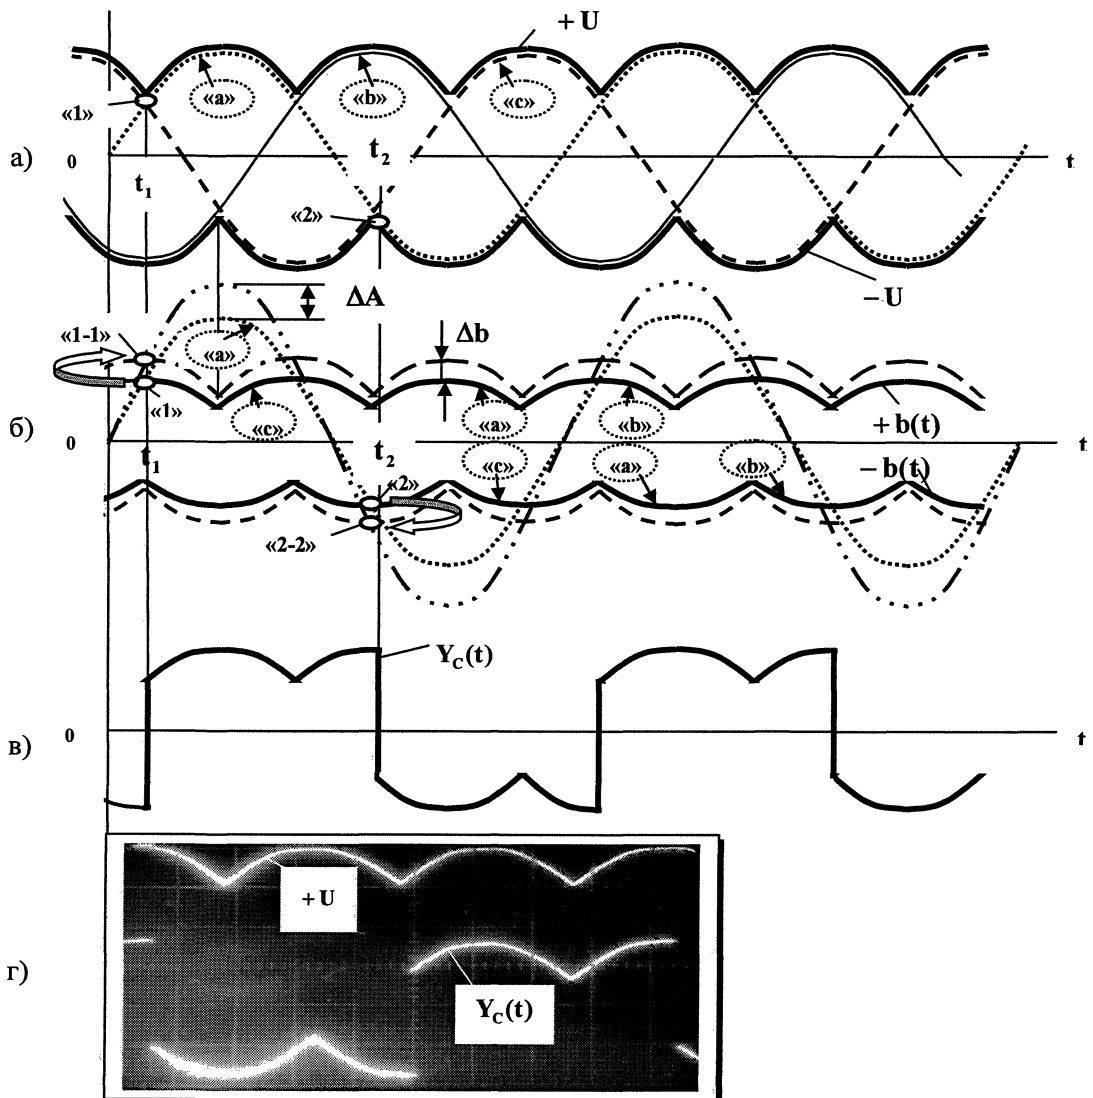 + U
«a»
«b»
«c»
«1»
а)
0
t₂
t
t₁
«2»
− U
ΔA
«1-1»
«a»
Δb
«1»
«c»
«a»
«b»
+ b(t)
б)
0
t₁
t₂
t
«c»
«a»
«b»
− b(t)
«2»
«2-2»
Y_C(t)
в)
0
t
+ U
г)
Y_C(t)